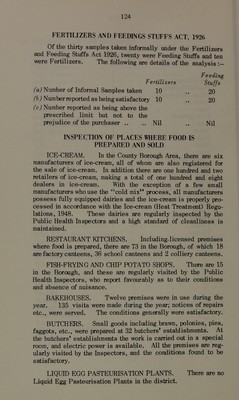 124
FERTILIZERS AND FEEDINGS STUFFS ACT, 1926
Of the thirty samples taken informally under the Fertilizers
and Feeding Stuffs Act 1926, twenty were Feeding Stuffs and ten
were Fertilizers. The following are details of the analysis :—
Feeding
Fertilizers Stuffs
(a) Number of Informal Samples taken 10 .. 20
(b) Number reported as being satisfactory 10 .. 20
(c) Number reported as being above the
prescribed limit but not to the
prejudice of the purchaser .. ... Nil .. Nil
INSPECTION OF PLACES WHERE FOOD IS
PREPARED AND SOLD
ICE-CREAM. In the County Borough Area, there are six
manufacturers of ice-cream, all of whom are also registered for
the sale of ice-cream. In addition there are one hundred and two
retailers of ice-cream, making a total of one hundred and eight
dealers in ice-cream. With the exception of a few small
manufacturers who use the "cold mix" process, all manufacturers
possess fully equipped dairies and the ice-cream is properly pro-
cessed in accordance with the Ice-cream (Heat Treatment) Regu-
lations, 1948. These dairies are regularly inspected by the
Public Health Inspectors and a high standard of cleanliness is
maintained.
RESTAURANT KITCHENS. Including licensed premises
where food is prepared, there are 73 in the Borough, of which 18
are factory canteens, 36 school canteens and 2 colliery canteens.
FISH-FRYING AND CHIP POTATO SHOPS. There are 15
in the Borough, and these are regularly visited by the Public
Health Inspectors, who report favourably as to their conditions
and absence of nuisance.
BAKEHOUSES. Twelve premises were in use during the
year. 135 visits were made during the year; notices of repairs
etc., were served. The conditions generally were satisfactory.
BUTCHERS. Small goods including brawn, polonies, pies,
faggots, etc., were prepared at 32 butchers' establishments. At
the butchers' establishments the work is carried out in a special
room, and electric power is available. All the premises are reg-
ularly visited by the Inspectors, and the conditions found to be
satisfactory.
LIQUID EGG PASTEURISATION PLANTS. There are no
Liquid Egg Pasteurisation Plants in the district.